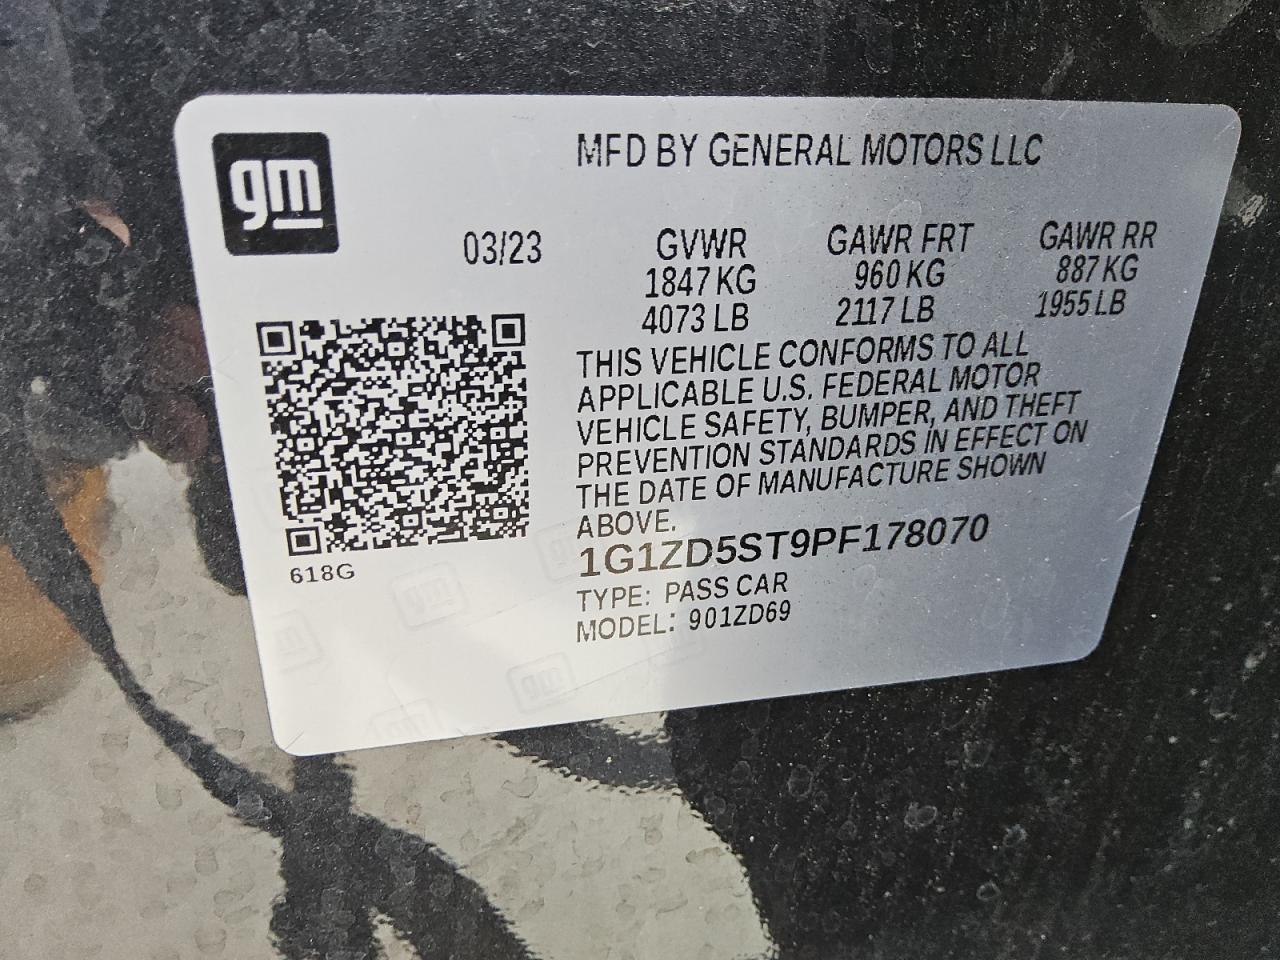 gm
MFD BY GENERAL MOTORS LLC
03/23
GVWR GAWR FRT GAWR RR
1847 KG 960 KG 887 KG
4073 LB 2117 LB 1955 LB
THIS VEHICLE CONFORMS TO ALL
APPLICABLE U.S. FEDERAL MOTOR
VEHICLE SAFETY, BUMPER, AND THEFT
PREVENTION STANDARDS IN EFFECT ON
THE DATE OF MANUFACTURE SHOWN
ABOVE.
1G1ZD5ST9PF178070
TYPE: PASS CAR
MODEL: 901ZD69
618G